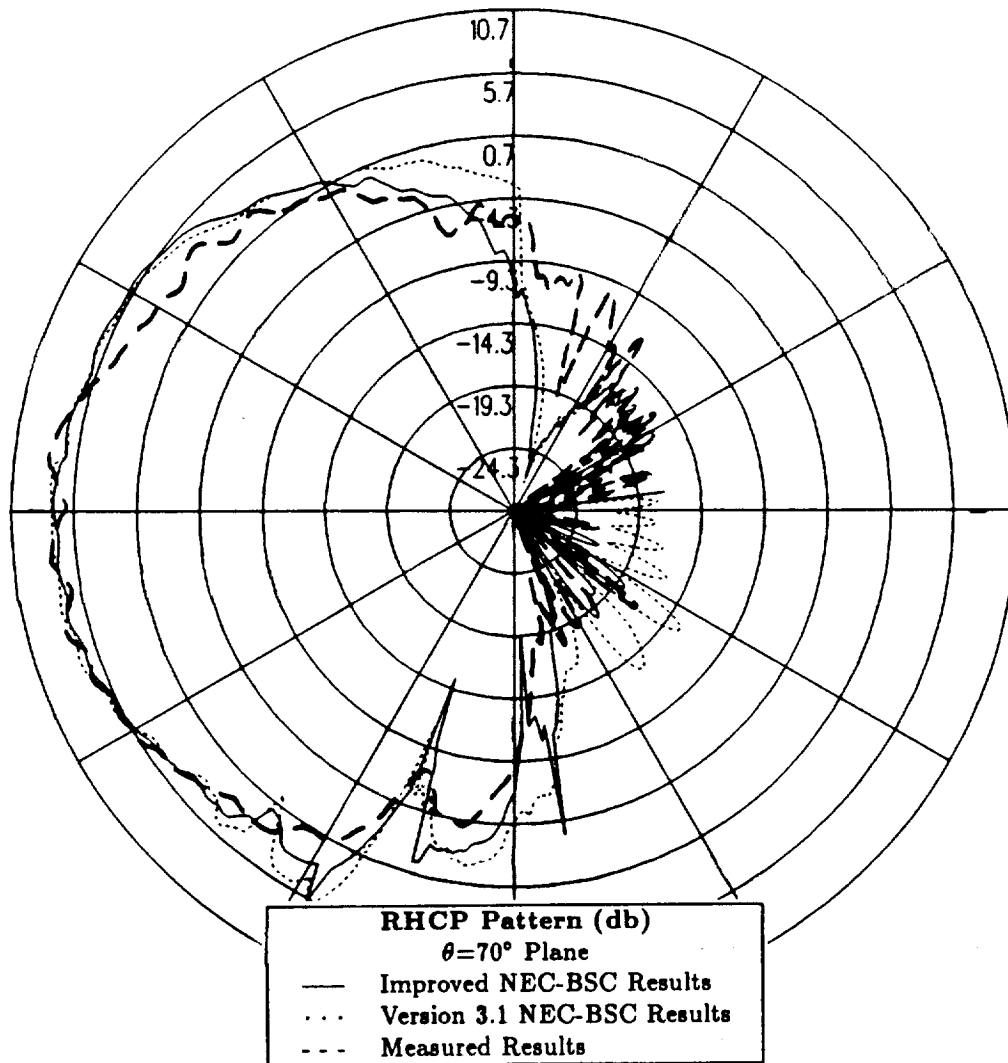 10.7
5.7
0.7
-9.3
-14.3
-19.3
-24.3
RHCP Pattern (db)
θ=70° Plane
—— Improved NEC-BSC Results
· · · Version 3.1 NEC-BSC Results
- - - Measured Results